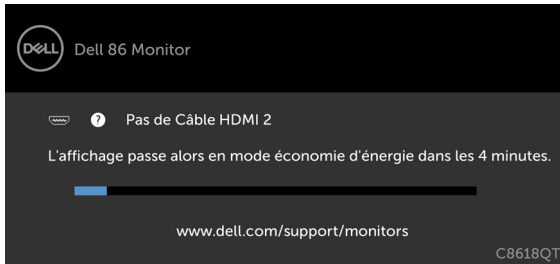 DELL
Dell 86 Monitor
? Pas de Câble HDMI 2
L'affichage passe alors en mode économie d'énergie dans les 4 minutes.
www.dell.com/support/monitors
C8618QT